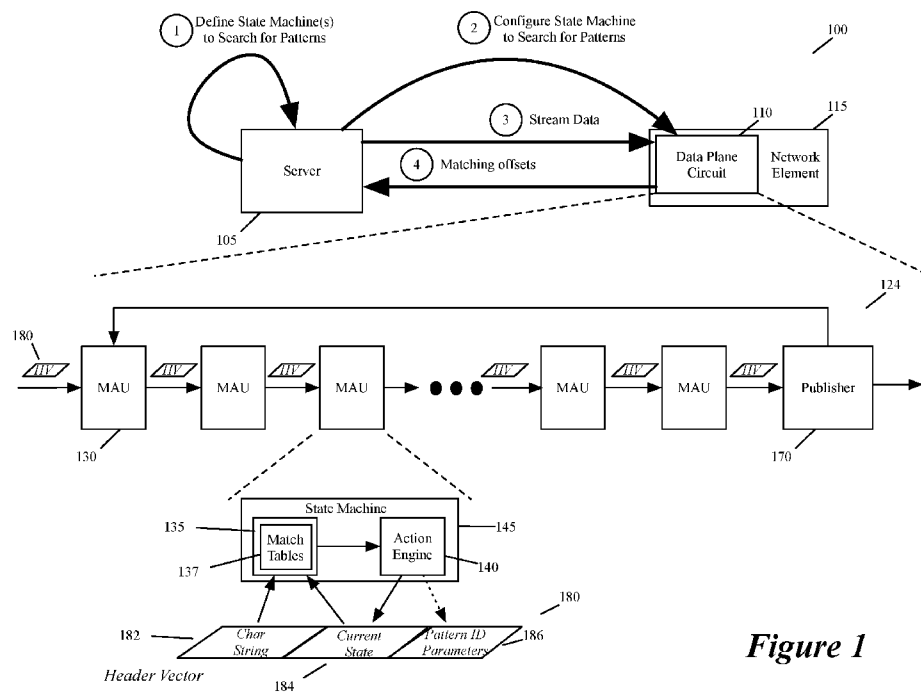 1
Define State Machine(s)
to Search for Patterns
2
Configure State Machine
to Search for Patterns
100
110
115
3
Stream Data
Server
4
Matching offsets
Data Plane
Circuit
Network
Element
105
124
180
HV
HV
HV
HV
HV
HV
MAU
MAU
MAU
MAU
MAU
Publisher
130
170
State Machine
135
145
Match
Tables
Action
Engine
137
140
180
182
Char
String
Current
State
Pattern ID
Parameters
186
Header Vector
184
Figure 1